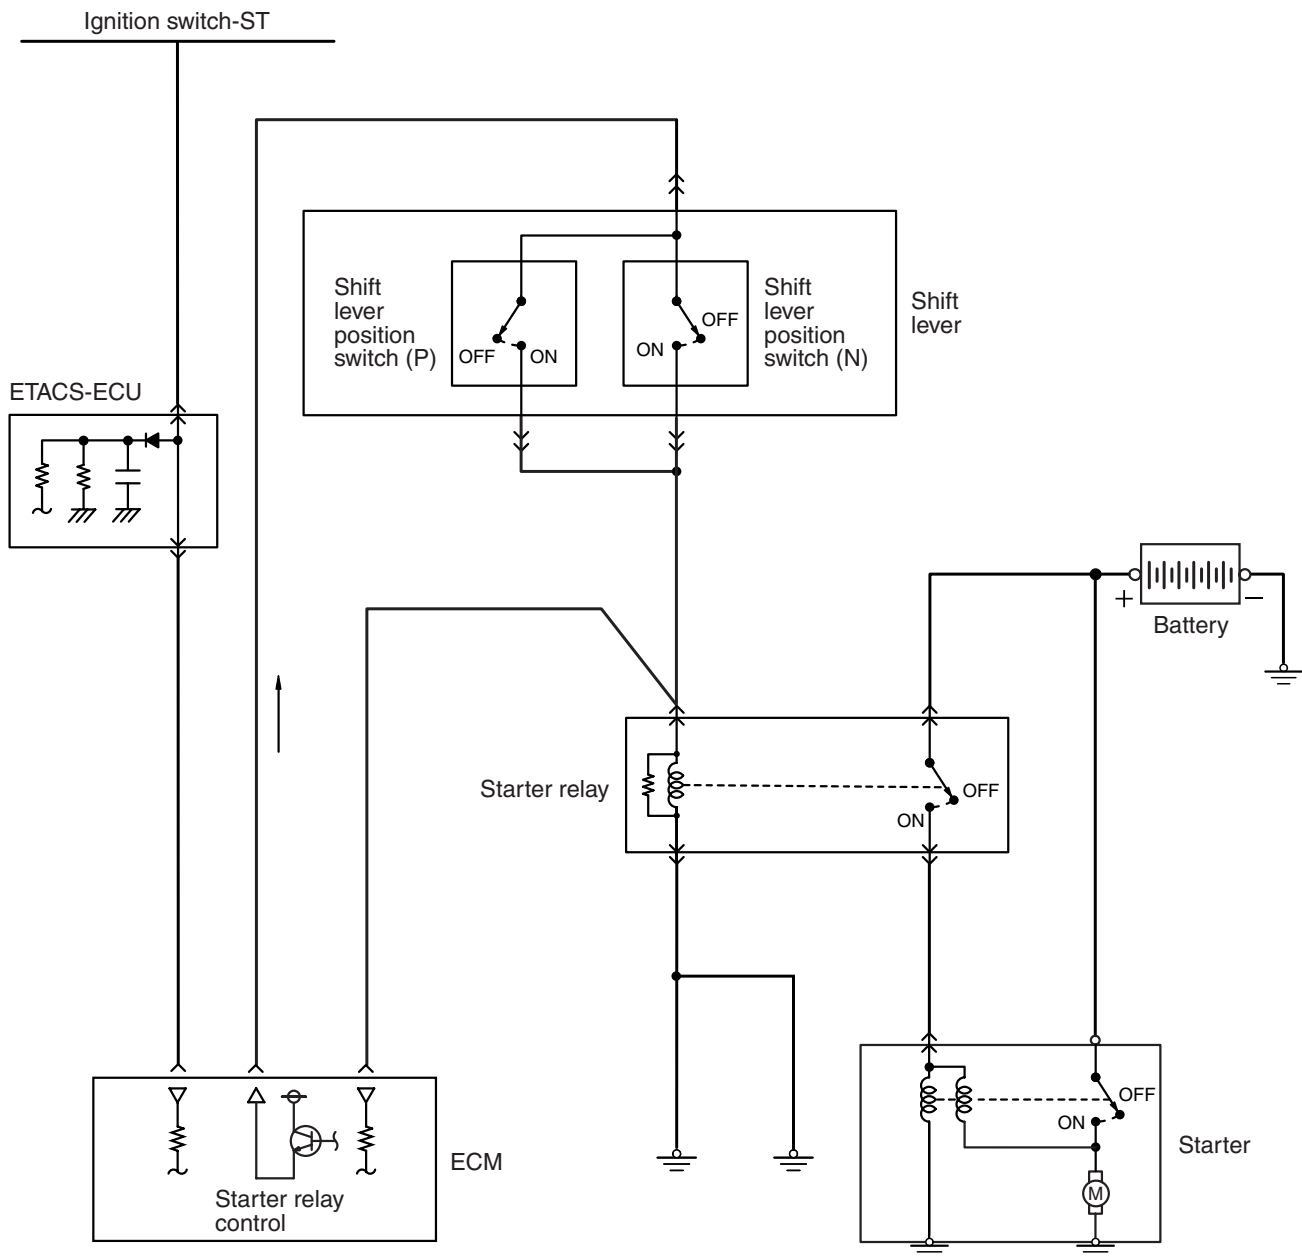 Ignition switch-ST
Shift
lever
position
switch (P)
OFF
ON
ON
OFF
Shift
lever
position
switch (N)
Shift
lever
ETACS-ECU
+
−
Battery
Starter relay
OFF
ON
OFF
ON
M
Starter
Starter relay
control
ECM